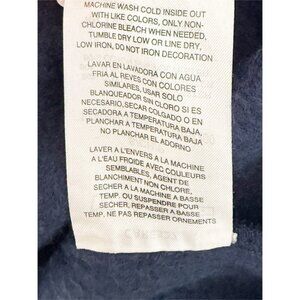 MACHINE WASH COLD INSIDE OUT
WITH LIKE COLORS, ONLY NON-
CHLORINE BLEACH WHEN NEEDED,
TUMBLE DRY LOW OR LINE DRY,
LOW IRON, DO NOT IRON DECORATION
LAVAR EN LAVADORA CON AGUA
FRIA AL REVES CON COLORES
SIMILARES, USAR SOLO
BLANQUEADOR SIN CLORO SI ES
NECESARIO, SECAR COLGADO O EN
SECADORA A TEMPERATURA BAJA,
PLANCHAR A TEMPERATURA BAJA,
NO PLANCHAR EL ADORNO
LAVER A L'ENVERS A LA MACHINE
A L'EAU FROIDE AVEC COULEURS
SEMBLABLES, AGENT DE
BLANCHIMENT NON CHLORE,
SECHER A LA MACHINE A BASSE
TEMP. OU SUSPENDRE POUR
SECHER, REPASSER A BASSE
TEMP. NE PAS REPASSER ORNEMENTS